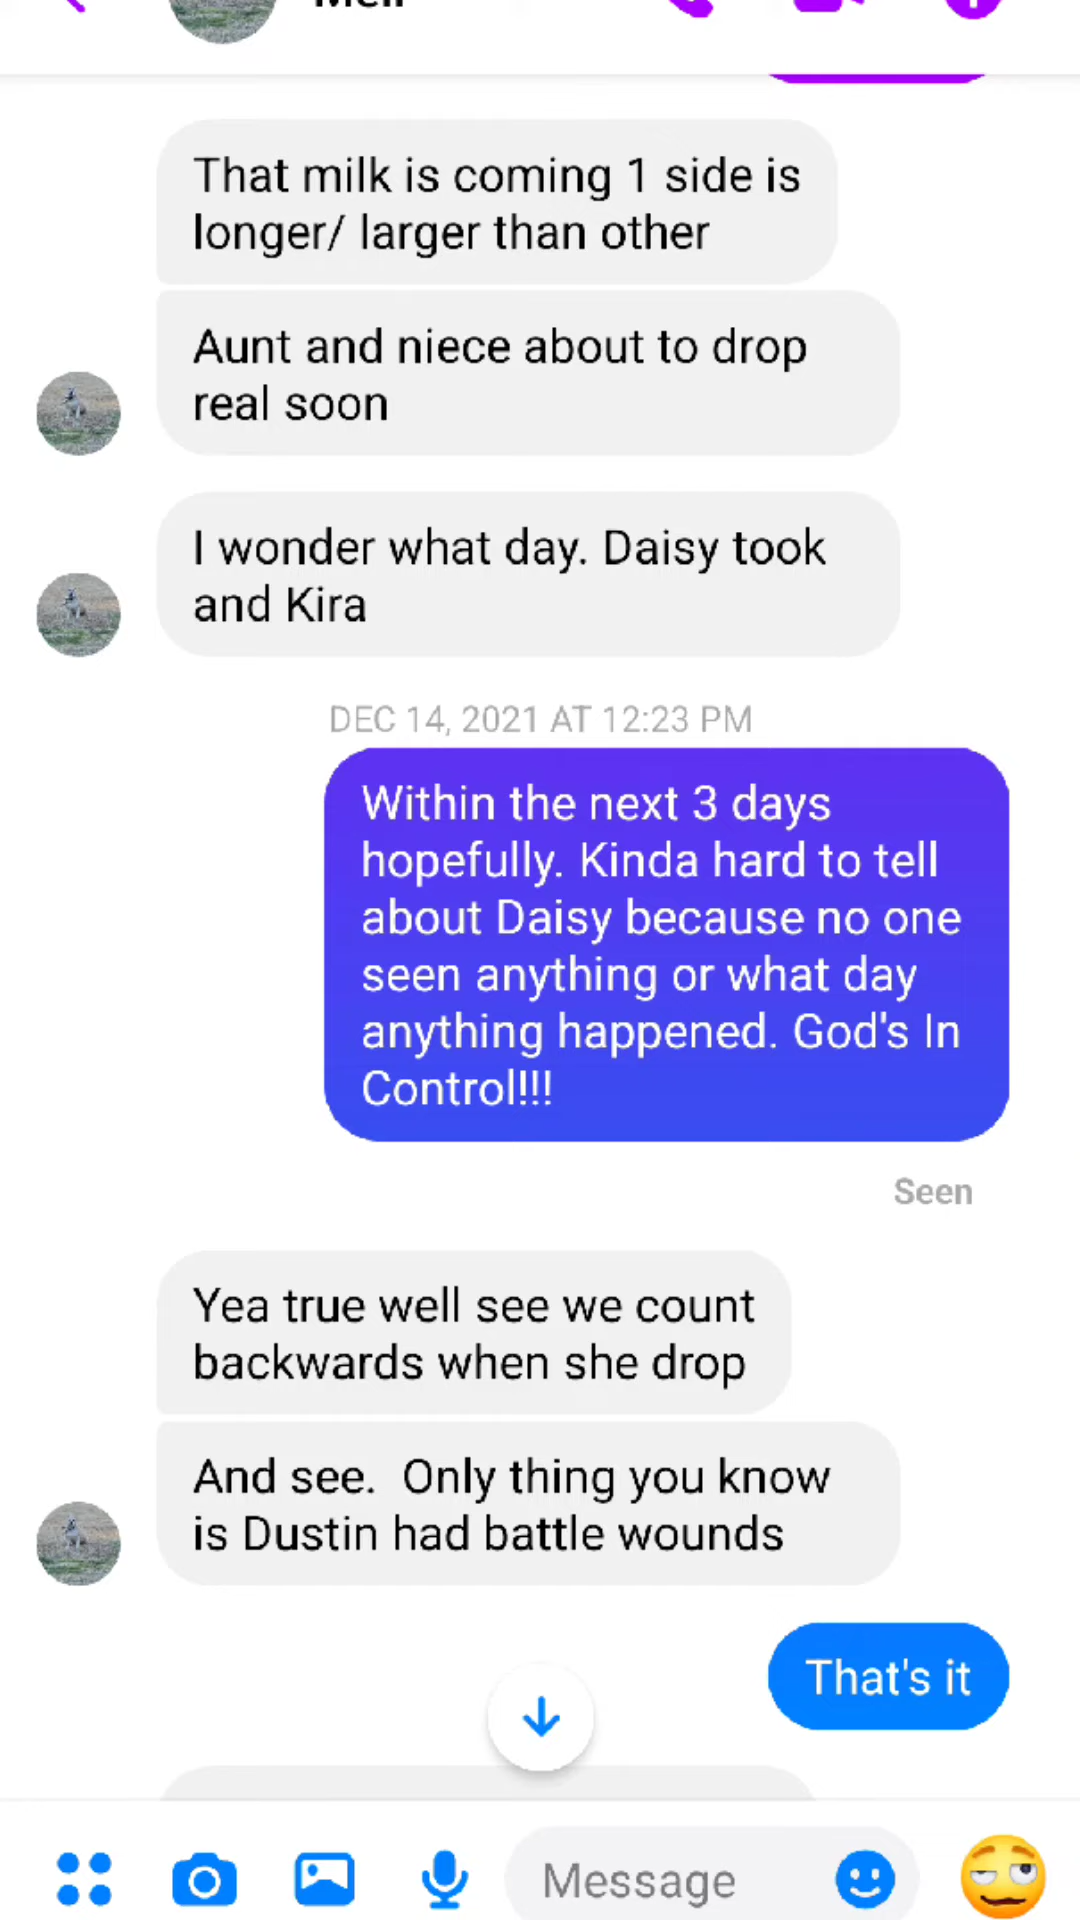 That milk is coming 1 side is
longer/ larger than other
Aunt and niece about to drop
real soon
I wonder what day. Daisy took
and Kira
DEC 14, 2021 AT 12:23 PM
Within the next 3 days
hopefully. Kinda hard to tell
about Daisy because no one
seen anything or what day
anything happened. God's In
Control!!!
Seen
Yea true well see we count
backwards when she drop
And see.  Only thing you know
is Dustin had battle wounds
That's it
Message